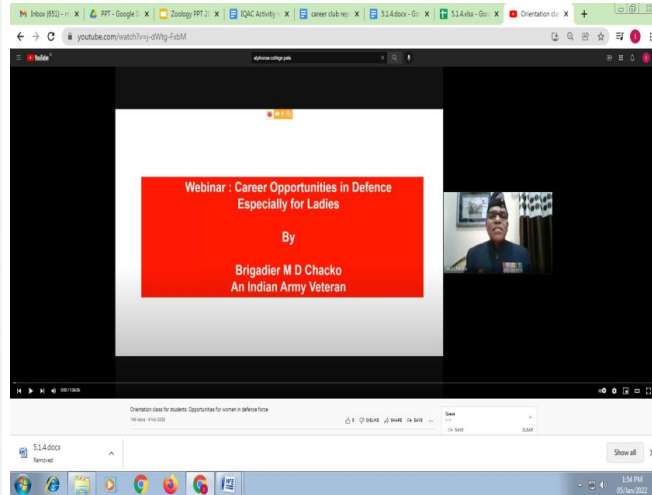 Inbox (651) – m
PPT - Google D
Zoology PPT 2
IQAC Activitiy
career club rep
5.1.4.docx - Go
5.1.4.xlsx - Goo
Orientation cla
youtube.com/watch?v=j-dWtg-FxbM
YouTube
alphonsa college pala
Webinar : Career Opportunities in Defence
Especially for Ladies
By
Brigadier M D Chacko
An Indian Army Veteran
Orientation class for students: Opportunities for women in defence force
DISLIKE SHARE SAVE
Queue
SAVE CLEAR
5.1.4.docx
Removed
Show all
1:54 PM
05/Jan/2022